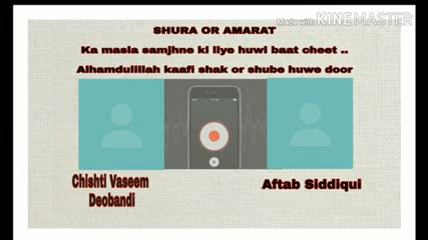 Made with KINEMASTER
SHURA OR AMARAT
Ka masla samjhne ki liye huwi baat cheet ..
Alhamdulillah kaafi shak or shube huwe door
Chishti Vaseem
Deobandi
Aftab Siddiqui